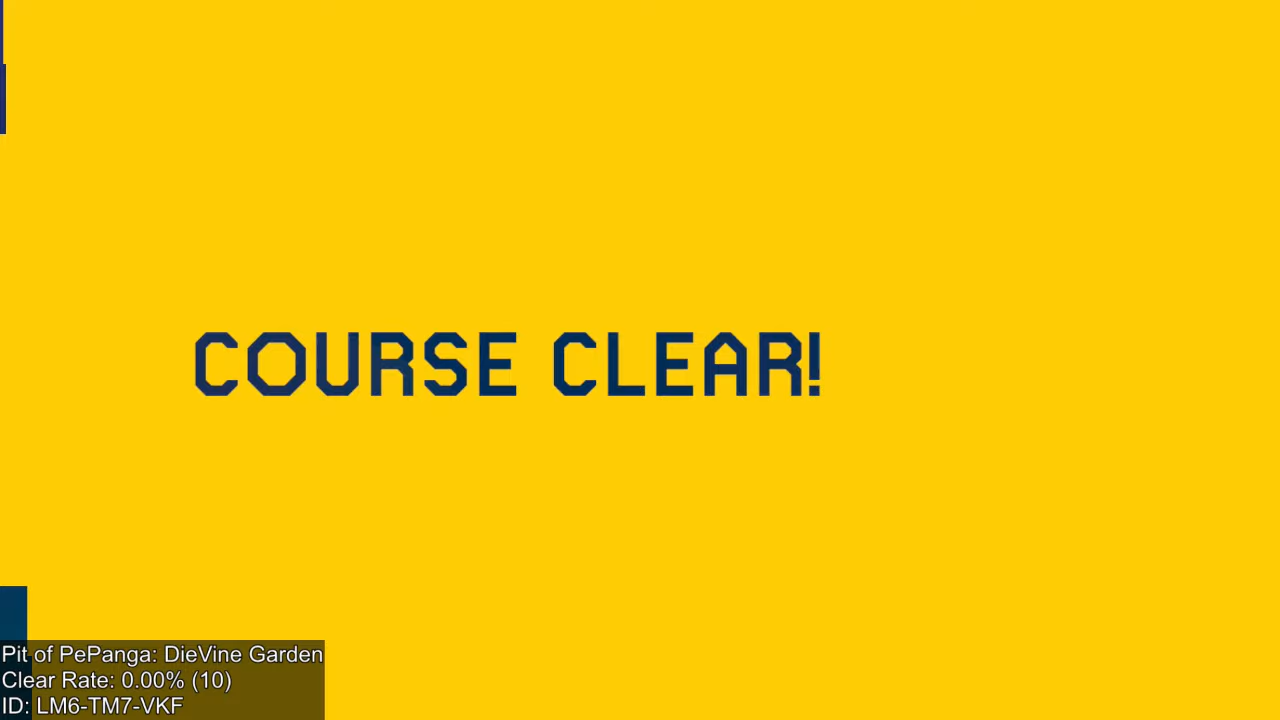 COURSE CLEAR!
Pit of PePanga: DieVine Garden
Clear Rate: 0.00% (10)
ID: LM6-TM7-VKF